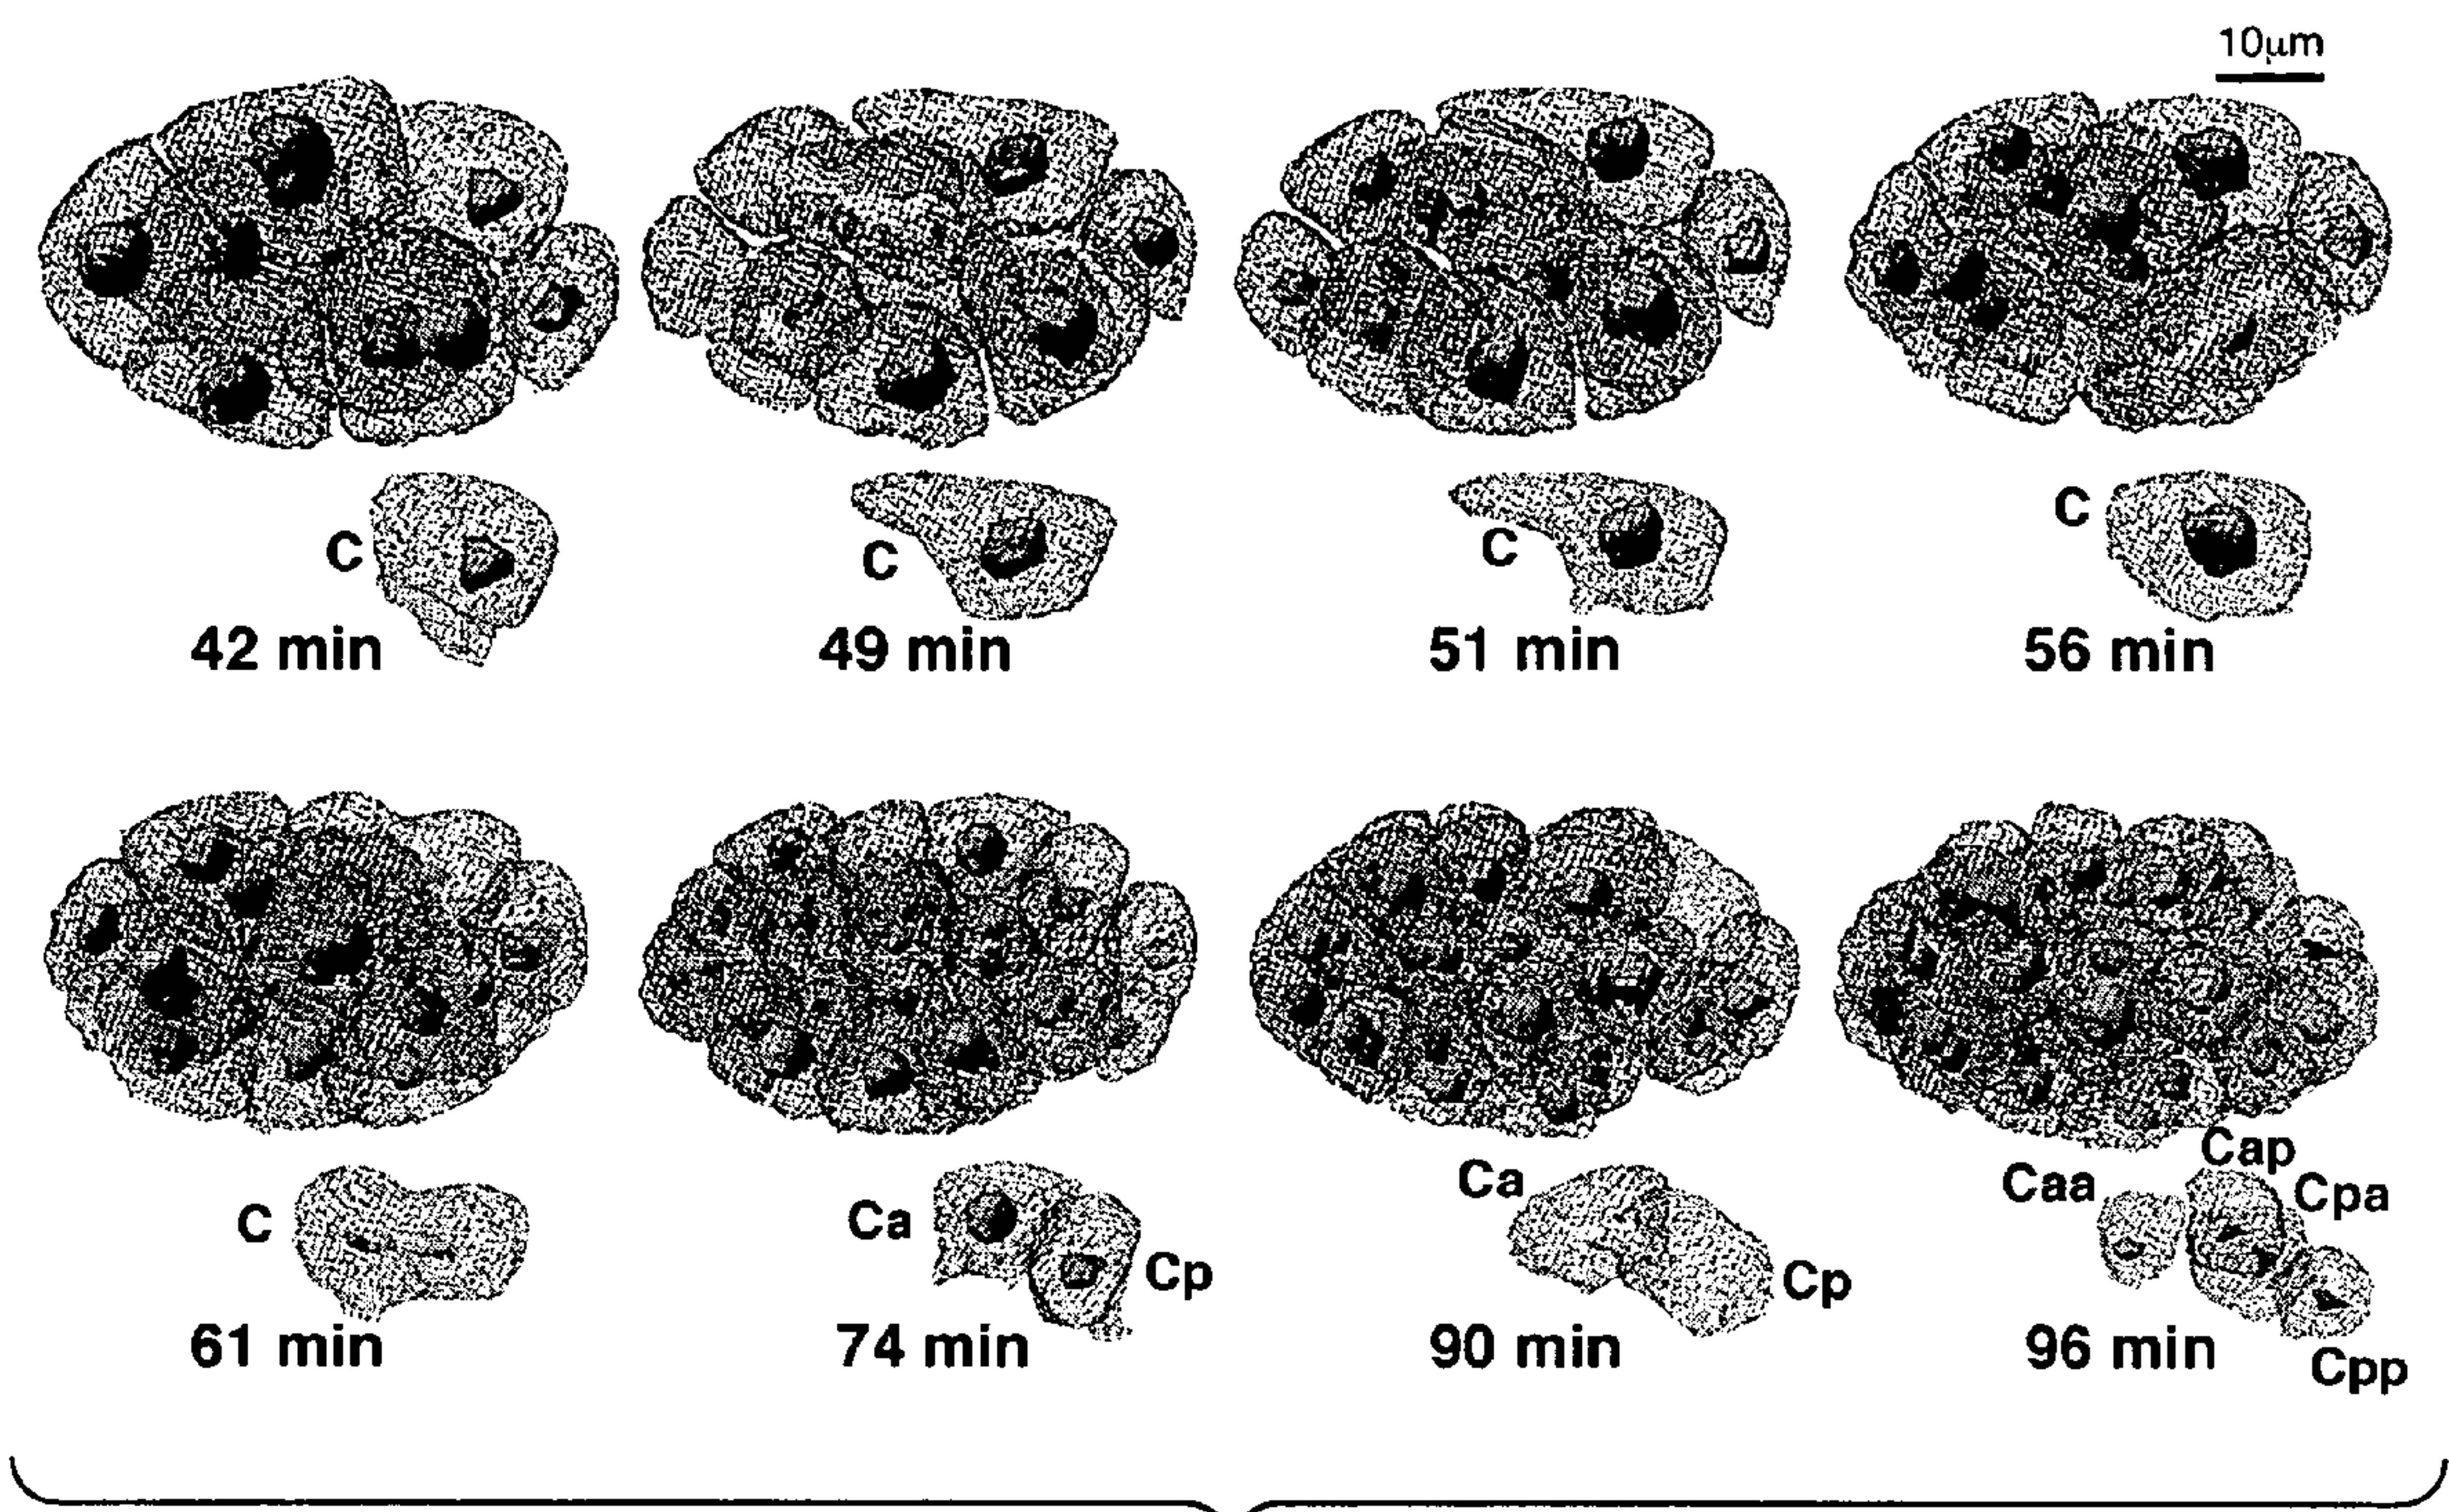 10μm
C
42 min
C
49 min
C
51 min
C
56 min
C
61 min
Ca
Cp
74 min
Ca
Cp
90 min
Caa
Cap
Cpa
96 min
Cpp